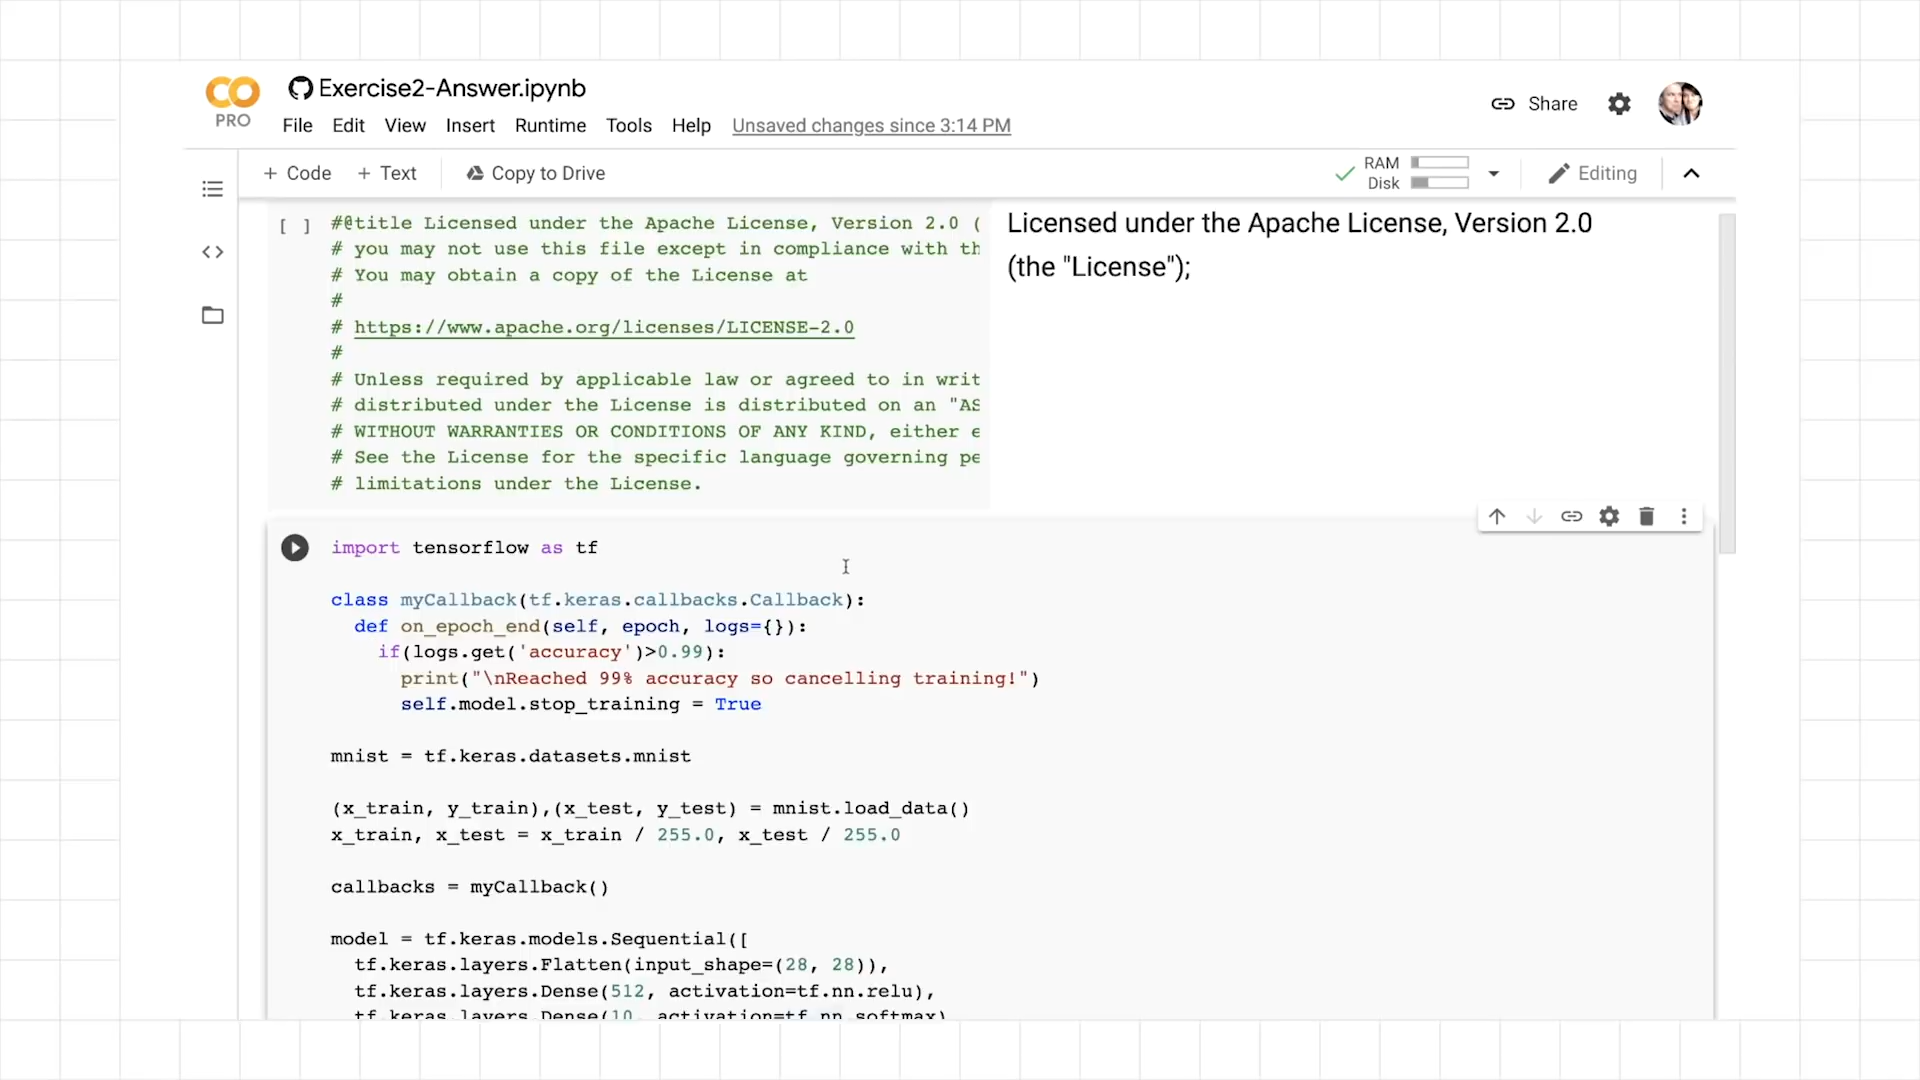 CO
PRO
Exercise2-Answer.ipynb
File Edit View Insert Runtime Tools Help Unsaved changes since 3:14 PM
Share
+ Code + Text Copy to Drive
RAM
Disk
Editing
[ ] #@title Licensed under the Apache License, Version 2.0 (
# you may not use this file except in compliance with th
# You may obtain a copy of the License at
#
# https://www.apache.org/licenses/LICENSE-2.0
#
# Unless required by applicable law or agreed to in writ
# distributed under the License is distributed on an "AS
# WITHOUT WARRANTIES OR CONDITIONS OF ANY KIND, either e
# See the License for the specific language governing pe
# limitations under the License.
Licensed under the Apache License, Version 2.0
(the "License");
import tensorflow as tf
class myCallback(tf.keras.callbacks.Callback):
def on_epoch_end(self, epoch, logs={}):
if(logs.get('accuracy')>0.99):
print("\nReached 99% accuracy so cancelling training!")
self.model.stop_training = True
mnist = tf.keras.datasets.mnist
(x_train, y_train),(x_test, y_test) = mnist.load_data()
x_train, x_test = x_train / 255.0, x_test / 255.0
callbacks = myCallback()
model = tf.keras.models.Sequential([
tf.keras.layers.Flatten(input_shape=(28, 28)),
tf.keras.layers.Dense(512, activation=tf.nn.relu),
tf.keras.layers.Dense(10, activation=tf.nn.softmax)